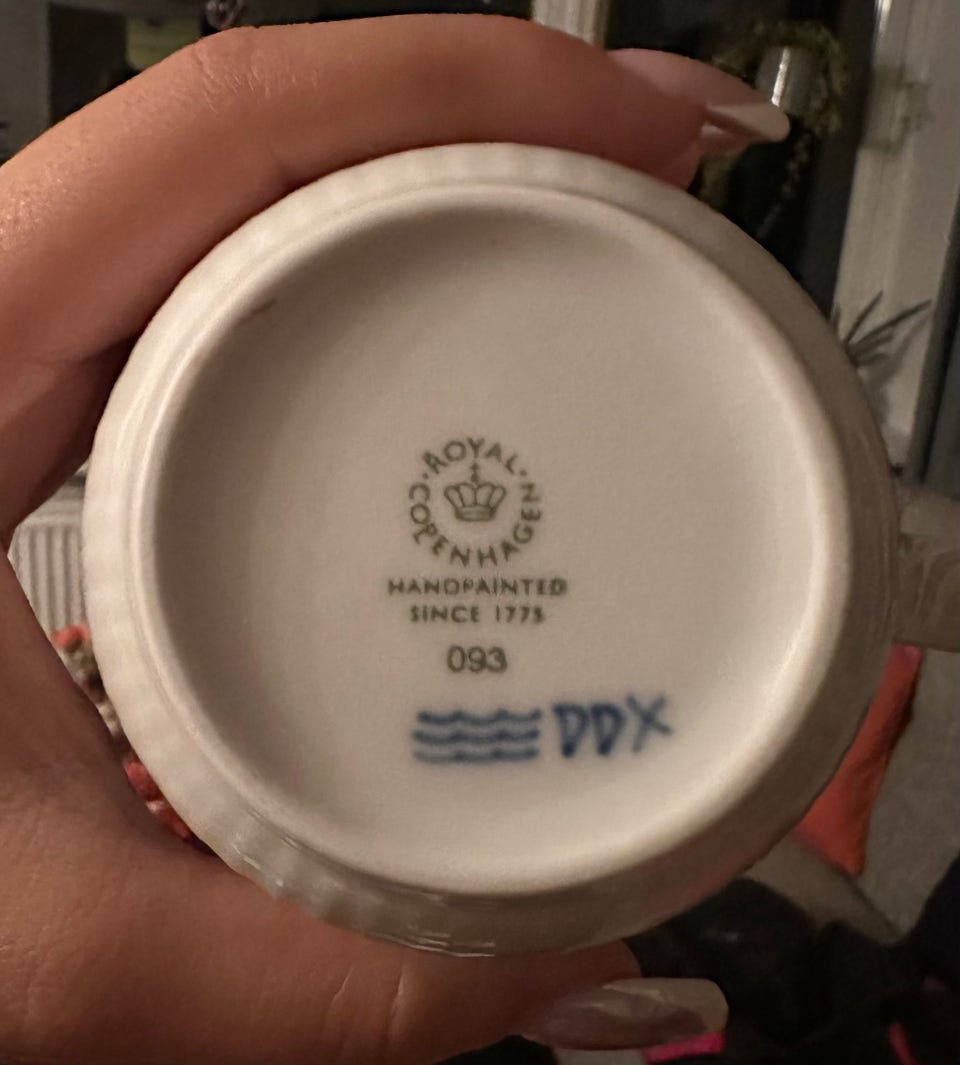 ROYAL · COPENHAGEN ·
HANDPAINTED
SINCE 1775
093
DDX